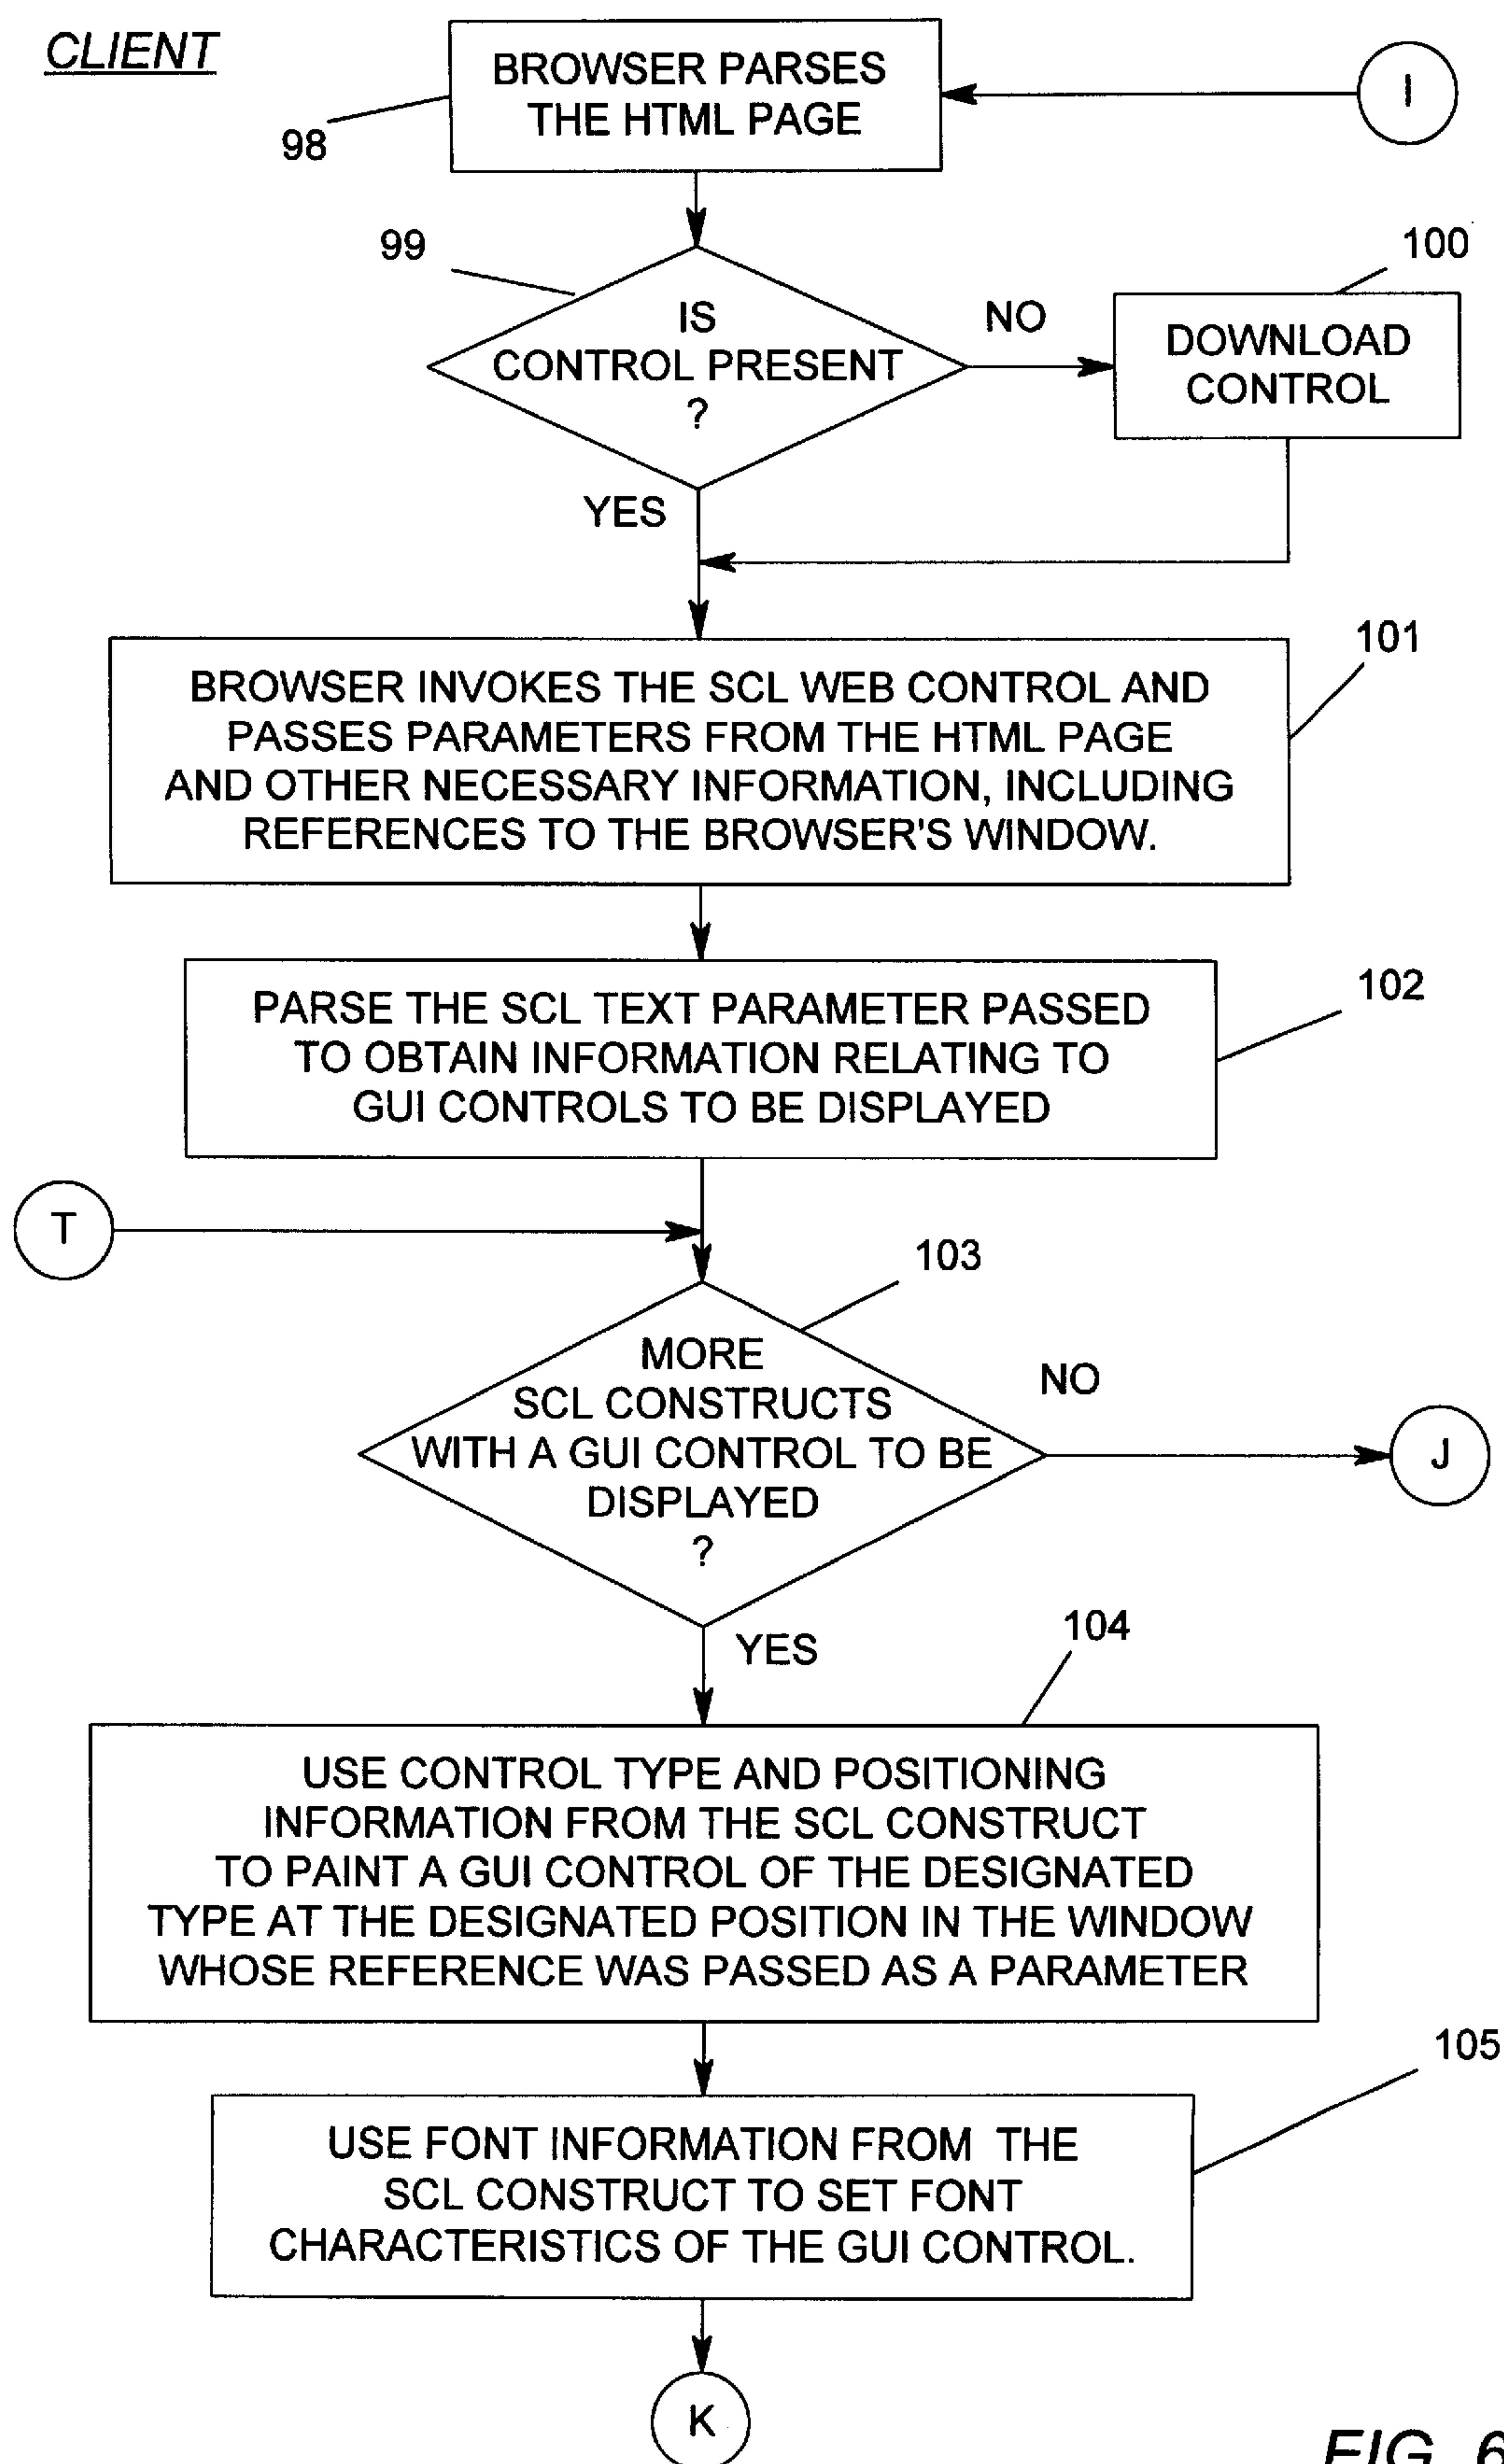 CLIENT
BROWSER PARSES
THE HTML PAGE
I
98
99
100
IS
CONTROL PRESENT
?
NO
DOWNLOAD
CONTROL
YES
101
BROWSER INVOKES THE SCL WEB CONTROL AND
PASSES PARAMETERS FROM THE HTML PAGE
AND OTHER NECESSARY INFORMATION, INCLUDING
REFERENCES TO THE BROWSER'S WINDOW.
102
PARSE THE SCL TEXT PARAMETER PASSED
TO OBTAIN INFORMATION RELATING TO
GUI CONTROLS TO BE DISPLAYED
T
103
MORE
SCL CONSTRUCTS
WITH A GUI CONTROL TO BE
DISPLAYED
?
NO
J
YES
104
USE CONTROL TYPE AND POSITIONING
INFORMATION FROM THE SCL CONSTRUCT
TO PAINT A GUI CONTROL OF THE DESIGNATED
TYPE AT THE DESIGNATED POSITION IN THE WINDOW
WHOSE REFERENCE WAS PASSED AS A PARAMETER
105
USE FONT INFORMATION FROM THE
SCL CONSTRUCT TO SET FONT
CHARACTERISTICS OF THE GUI CONTROL.
K
FIG. 6